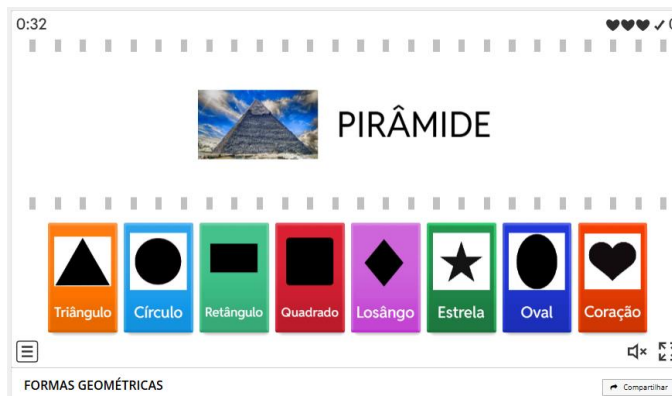 0:32
PIRÂMIDE
Triângulo
Círculo
Retângulo
Quadrado
Losângo
Estrela
Oval
Coração
FORMAS GEOMÉTRICAS
Compartilhar